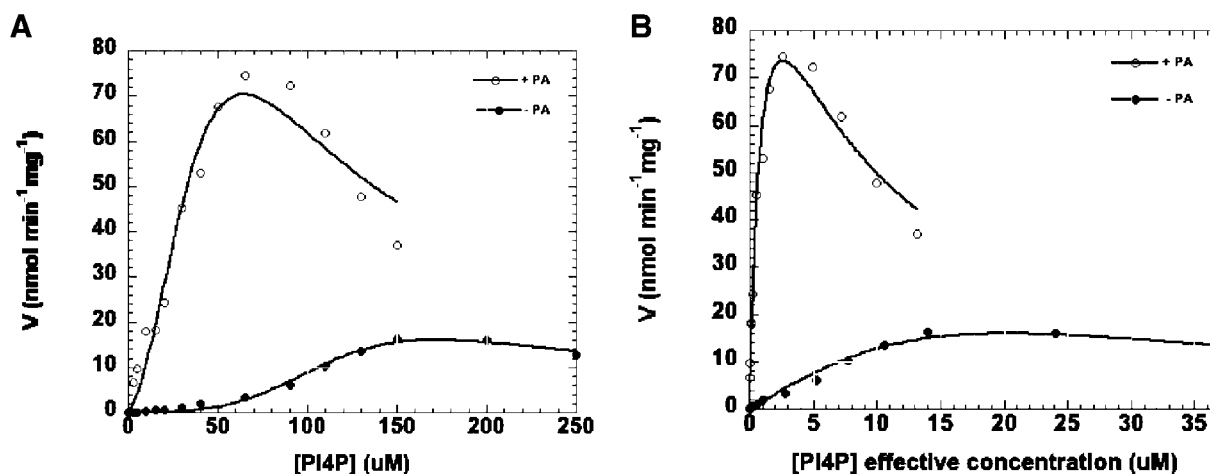 A
80
70
60
50
40
30
20
10
0
V (nmol min⁻¹ mg⁻¹)
+ PA
- PA
0 50 100 150 200 250
[PI4P] (uM)
B
80
70
60
50
40
30
20
10
0
V (nmol min⁻¹ mg⁻¹)
+ PA
- PA
0 5 10 15 20 25 30 35
[PI4P] effective concentration (uM)